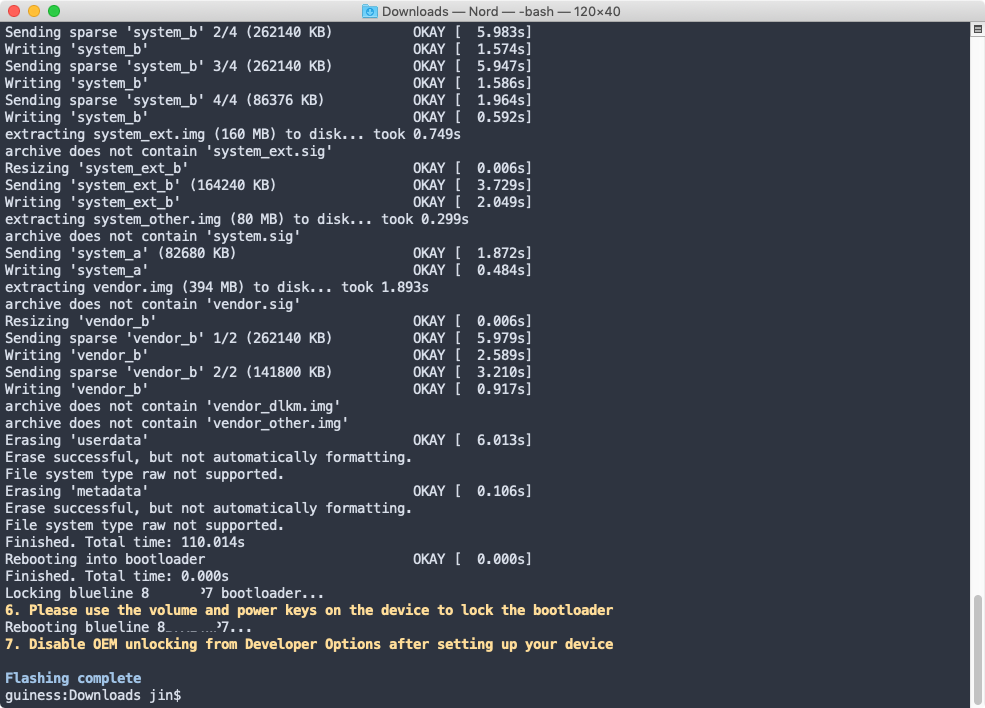 Downloads — Nord — -bash — 120×40
Sending sparse 'system_b' 2/4 (262140 KB) OKAY [ 5.983s]
Writing 'system_b' OKAY [ 1.574s]
Sending sparse 'system_b' 3/4 (262140 KB) OKAY [ 5.947s]
Writing 'system_b' OKAY [ 1.586s]
Sending sparse 'system_b' 4/4 (86376 KB) OKAY [ 1.964s]
Writing 'system_b' OKAY [ 0.592s]
extracting system_ext.img (160 MB) to disk... took 0.749s
archive does not contain 'system_ext.sig'
Resizing 'system_ext_b' OKAY [ 0.006s]
Sending 'system_ext_b' (164240 KB) OKAY [ 3.729s]
Writing 'system_ext_b' OKAY [ 2.049s]
extracting system_other.img (80 MB) to disk... took 0.299s
archive does not contain 'system.sig'
Sending 'system_a' (82680 KB) OKAY [ 1.872s]
Writing 'system_a' OKAY [ 0.484s]
extracting vendor.img (394 MB) to disk... took 1.893s
archive does not contain 'vendor.sig'
Resizing 'vendor_b' OKAY [ 0.006s]
Sending sparse 'vendor_b' 1/2 (262140 KB) OKAY [ 5.979s]
Writing 'vendor_b' OKAY [ 2.589s]
Sending sparse 'vendor_b' 2/2 (141800 KB) OKAY [ 3.210s]
Writing 'vendor_b' OKAY [ 0.917s]
archive does not contain 'vendor_dlkm.img'
archive does not contain 'vendor_other.img'
Erasing 'userdata' OKAY [ 6.013s]
Erase successful, but not automatically formatting.
File system type raw not supported.
Erasing 'metadata' OKAY [ 0.106s]
Erase successful, but not automatically formatting.
File system type raw not supported.
Finished. Total time: 110.014s
Rebooting into bootloader OKAY [ 0.000s]
Finished. Total time: 0.000s
Locking blueline bootloader...
6. Please use the volume and power keys on the device to lock the bootloader
Rebooting blueline
7. Disable OEM unlocking from Developer Options after setting up your device
Flashing complete
guiness:Downloads jin$